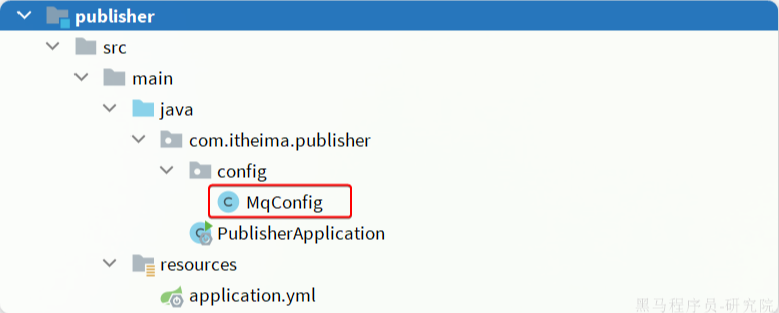 publisher
src
main
java
com.itheima.publisher
config
C MqConfig
PublisherApplication
resources
application.yml
黑马程序员-研究院